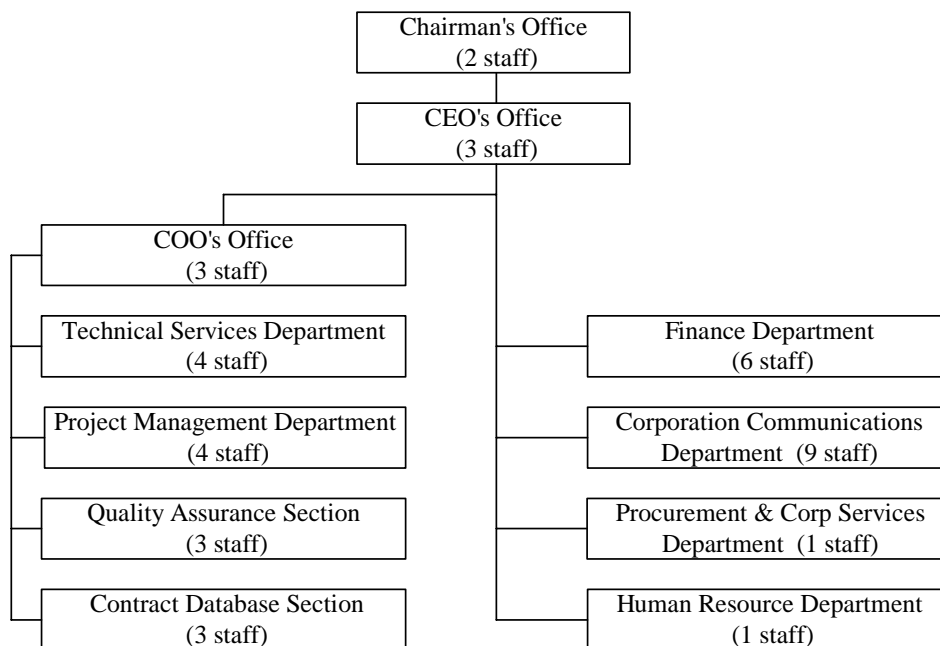 Chairman's Office
(2 staff)
CEO's Office
(3 staff)
COO's Office
(3 staff)
Technical Services Department
(4 staff)
Project Management Department
(4 staff)
Quality Assurance Section
(3 staff)
Contract Database Section
(3 staff)
Finance Department
(6 staff)
Corporation Communications
Department (9 staff)
Procurement & Corp Services
Department (1 staff)
Human Resource Department
(1 staff)